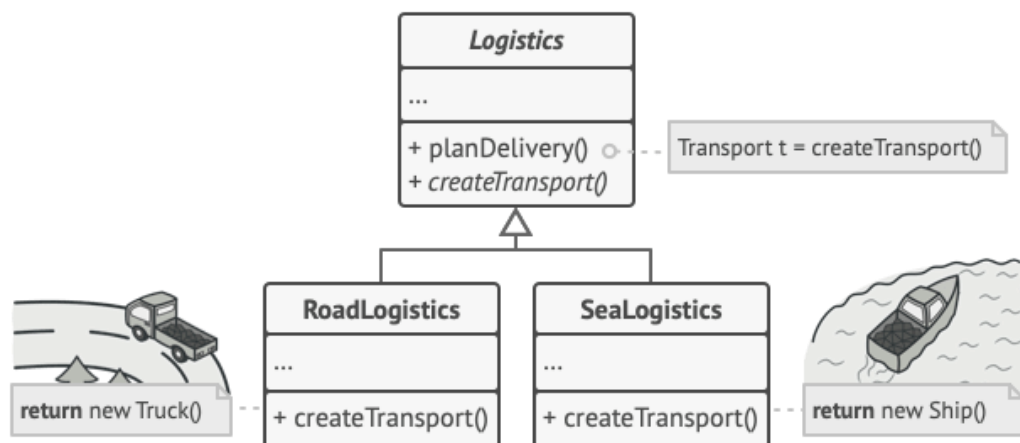 Logistics
...
+ planDelivery()
+ createTransport()
Transport t = createTransport()
RoadLogistics
...
+ createTransport()
return new Truck()
SeaLogistics
...
+ createTransport()
return new Ship()